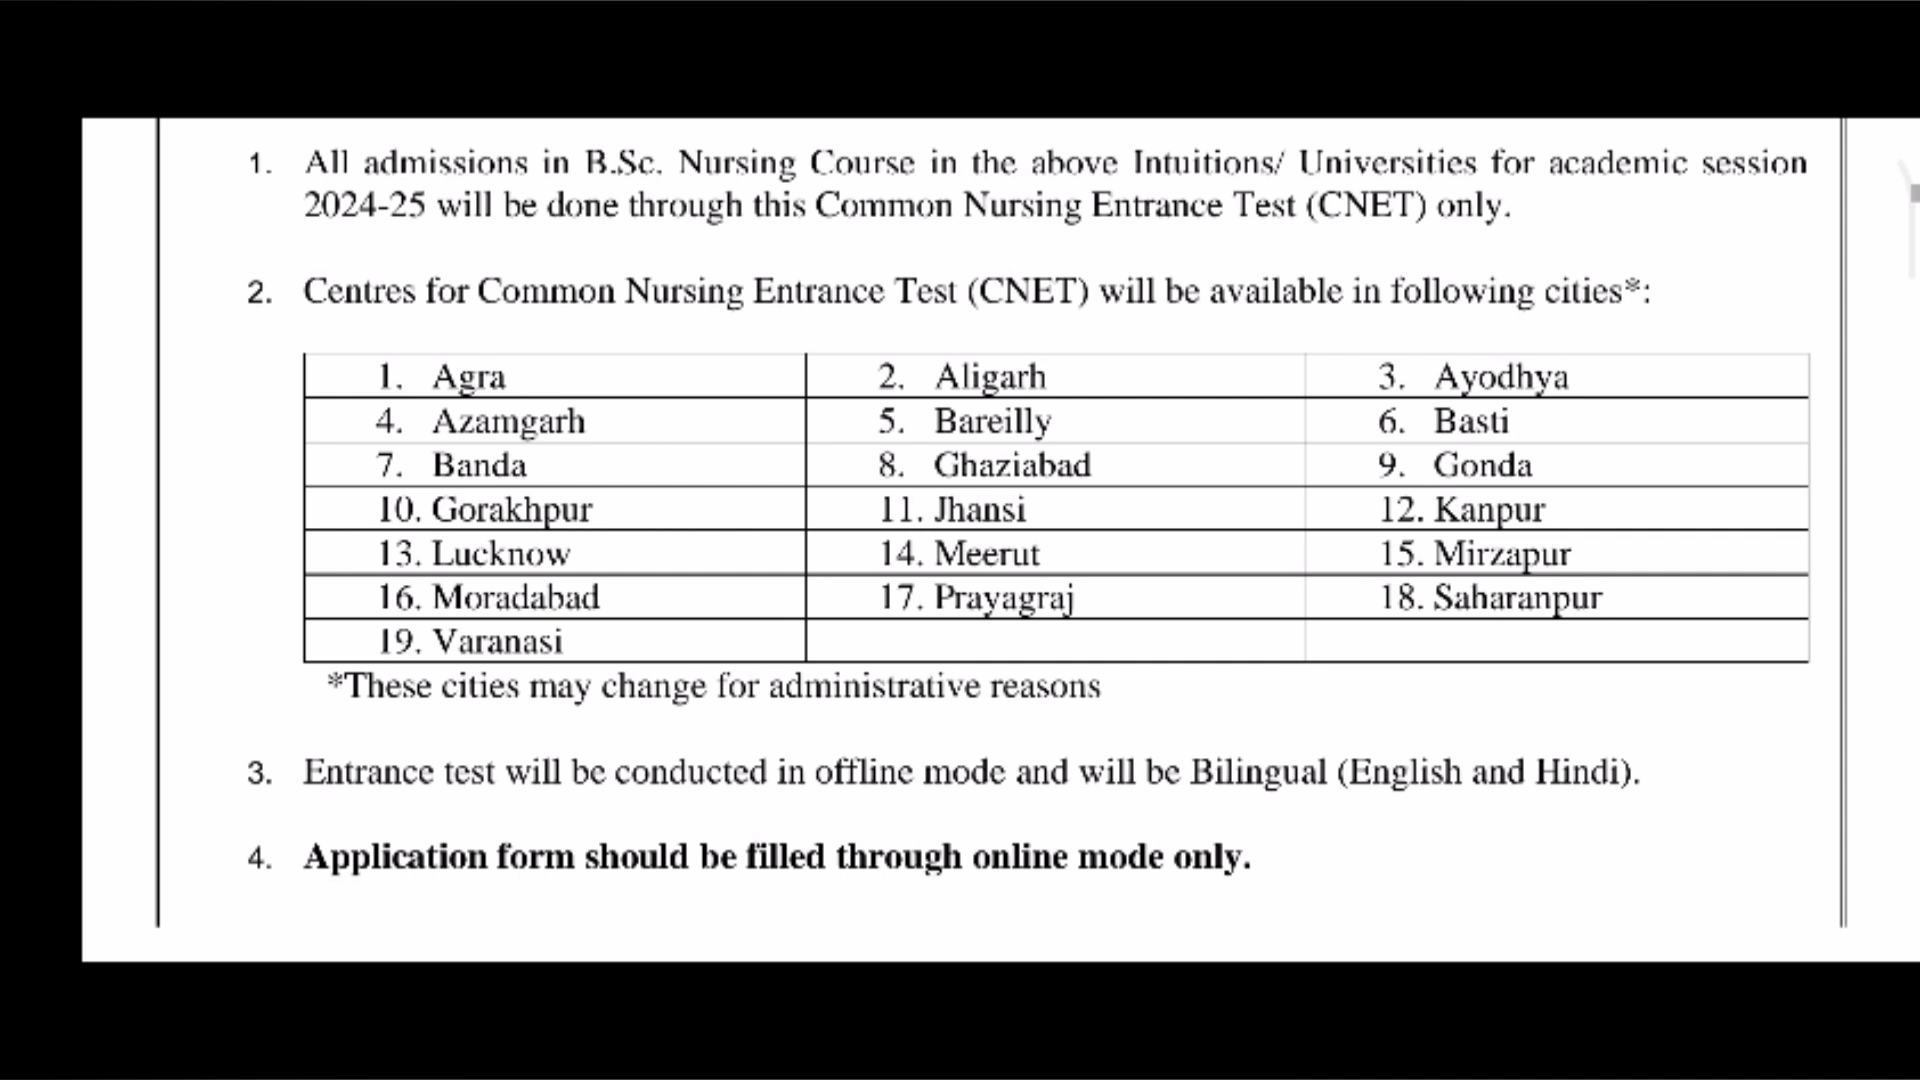 1. All admissions in B.Sc. Nursing Course in the above Intuitions/ Universities for academic session
2024-25 will be done through this Common Nursing Entrance Test (CNET) only.
2. Centres for Common Nursing Entrance Test (CNET) will be available in following cities*:
1. Agra 2. Aligarh 3. Ayodhya
4. Azamgarh 5. Bareilly 6. Basti
7. Banda 8. Ghaziabad 9. Gonda
10. Gorakhpur 11. Jhansi 12. Kanpur
13. Lucknow 14. Meerut 15. Mirzapur
16. Moradabad 17. Prayagraj 18. Saharanpur
19. Varanasi
*These cities may change for administrative reasons
3. Entrance test will be conducted in offline mode and will be Bilingual (English and Hindi).
4. Application form should be filled through online mode only.